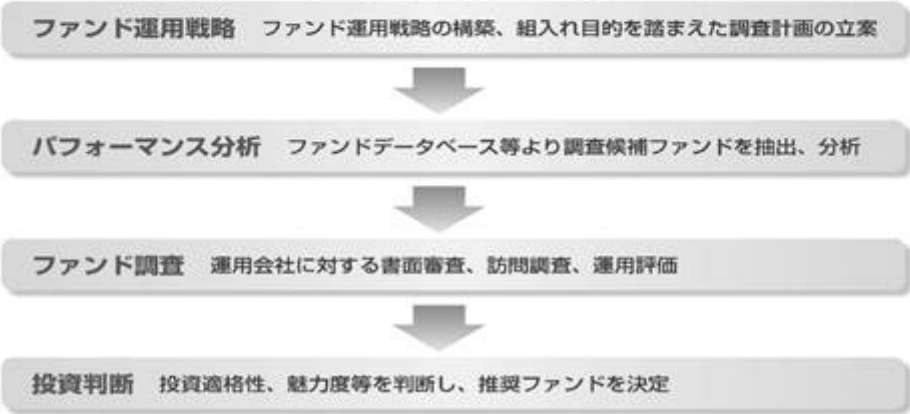 ファンド運用戦略 ファンド運用戦略の構築、組入れ目的を踏まえた調査計画の立案
パフォーマンス分析 ファンドデータベース等より調査候補ファンドを抽出、分析
ファンド調査 運用会社に対する書面審査、訪問調査、運用評価
投資判断 投資適格性、魅力度等を判断し、推奨ファンドを決定